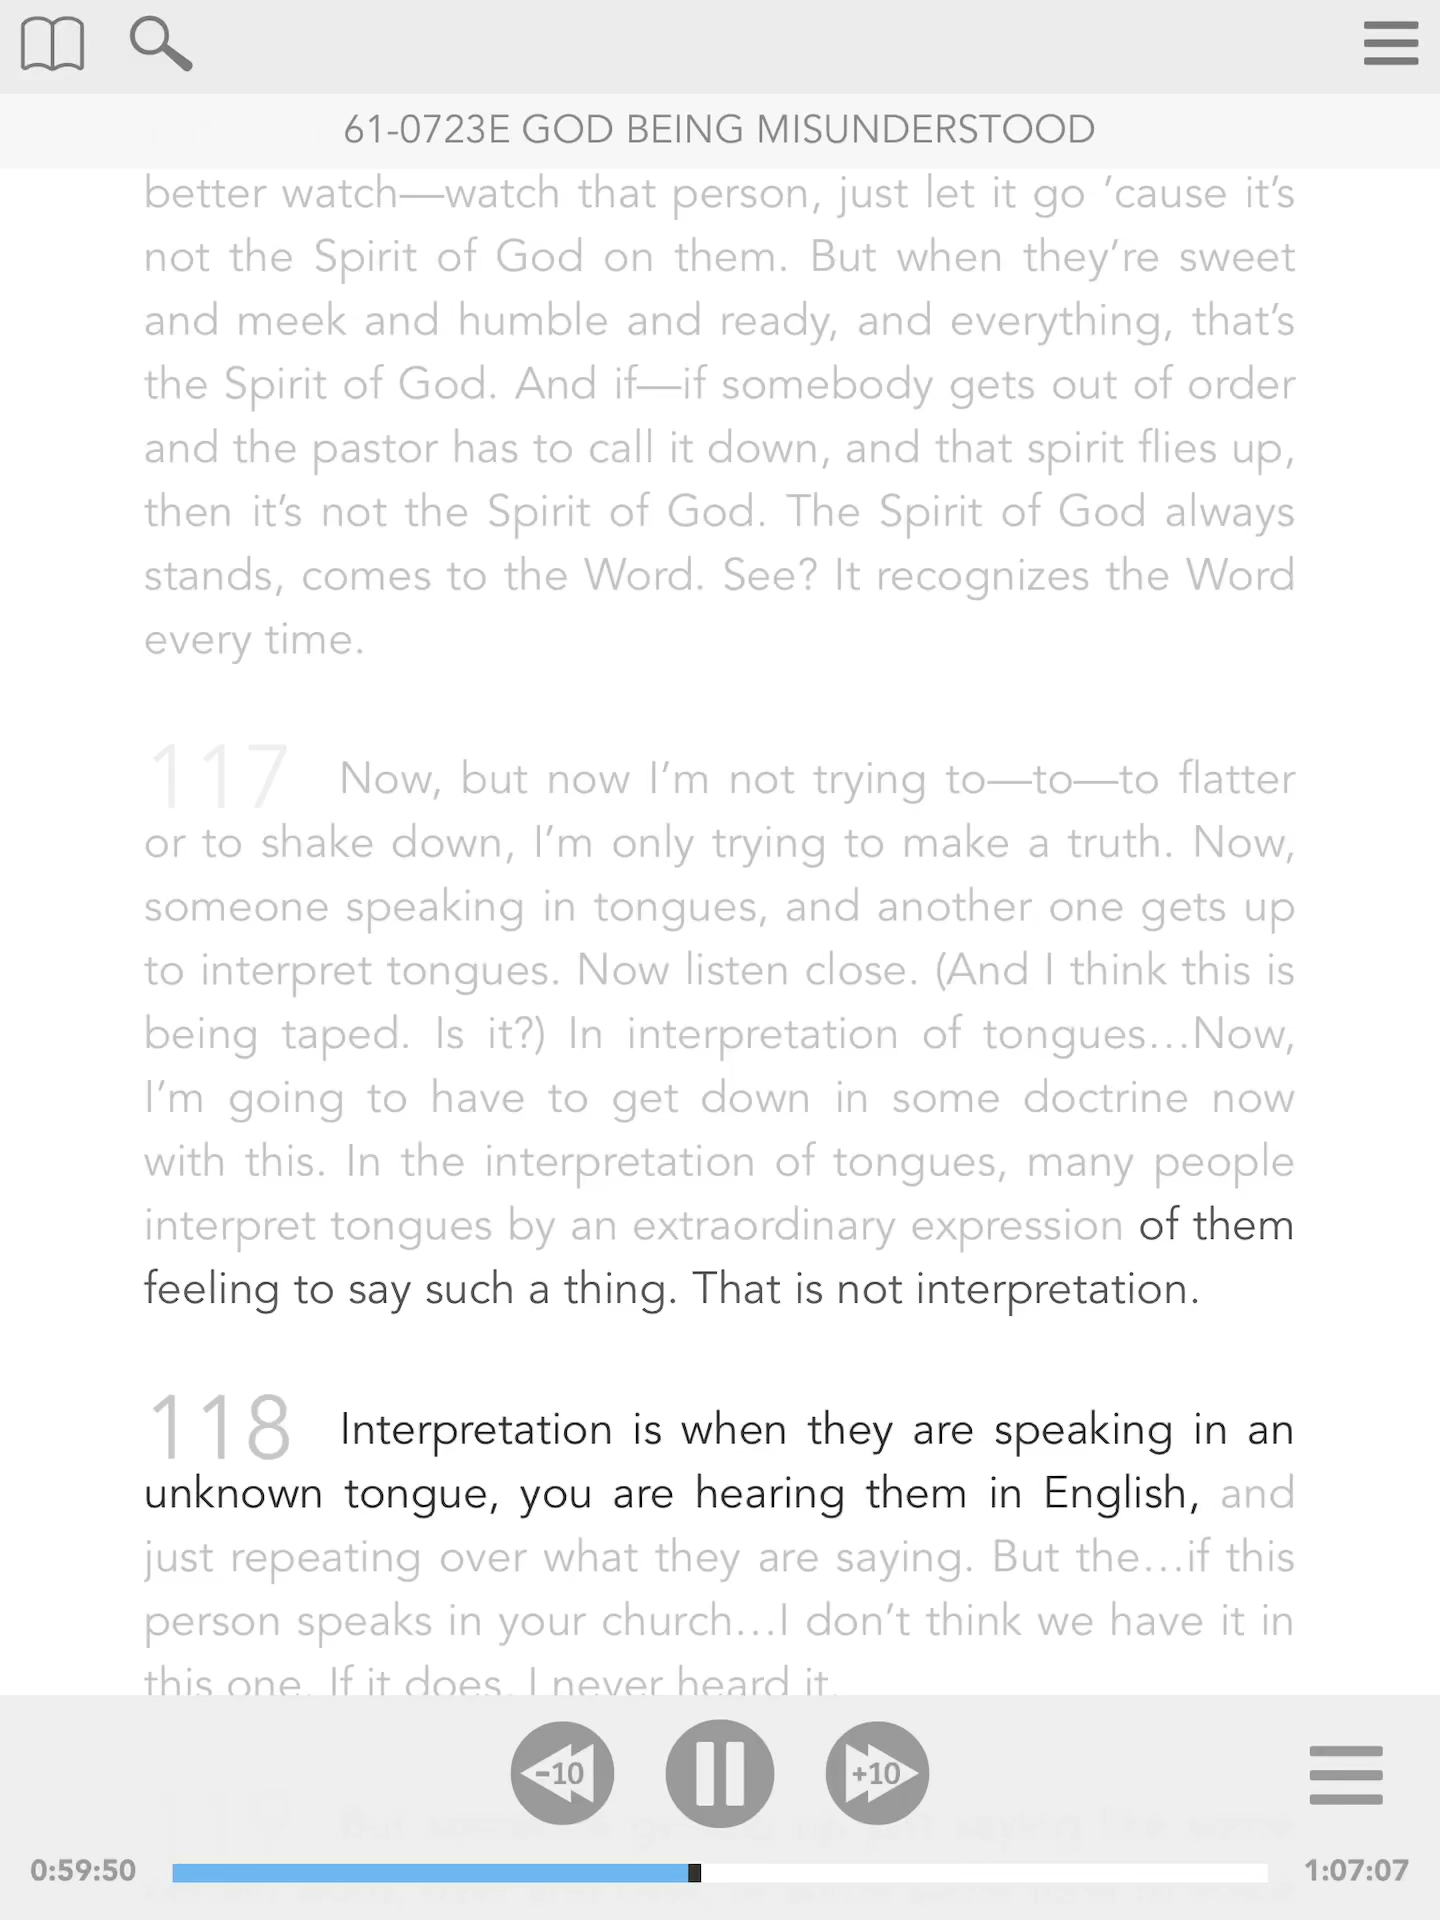 61-0723E GOD BEING MISUNDERSTOOD
better watch—watch that person, just let it go ’cause it’s
not the Spirit of God on them. But when they’re sweet
and meek and humble and ready, and everything, that’s
the Spirit of God. And if—if somebody gets out of order
and the pastor has to call it down, and that spirit flies up,
then it’s not the Spirit of God. The Spirit of God always
stands, comes to the Word. See? It recognizes the Word
every time.
117 Now, but now I’m not trying to—to—to flatter
or to shake down, I’m only trying to make a truth. Now,
someone speaking in tongues, and another one gets up
to interpret tongues. Now listen close. (And I think this is
being taped. Is it?) In interpretation of tongues…Now,
I’m going to have to get down in some doctrine now
with this. In the interpretation of tongues, many people
interpret tongues by an extraordinary expression of them
feeling to say such a thing. That is not interpretation.
118 Interpretation is when they are speaking in an
unknown tongue, you are hearing them in English, and
just repeating over what they are saying. But the…if this
person speaks in your church…I don’t think we have it in
this one. If it does, I never heard it.
-10 +10
0:59:50 1:07:07